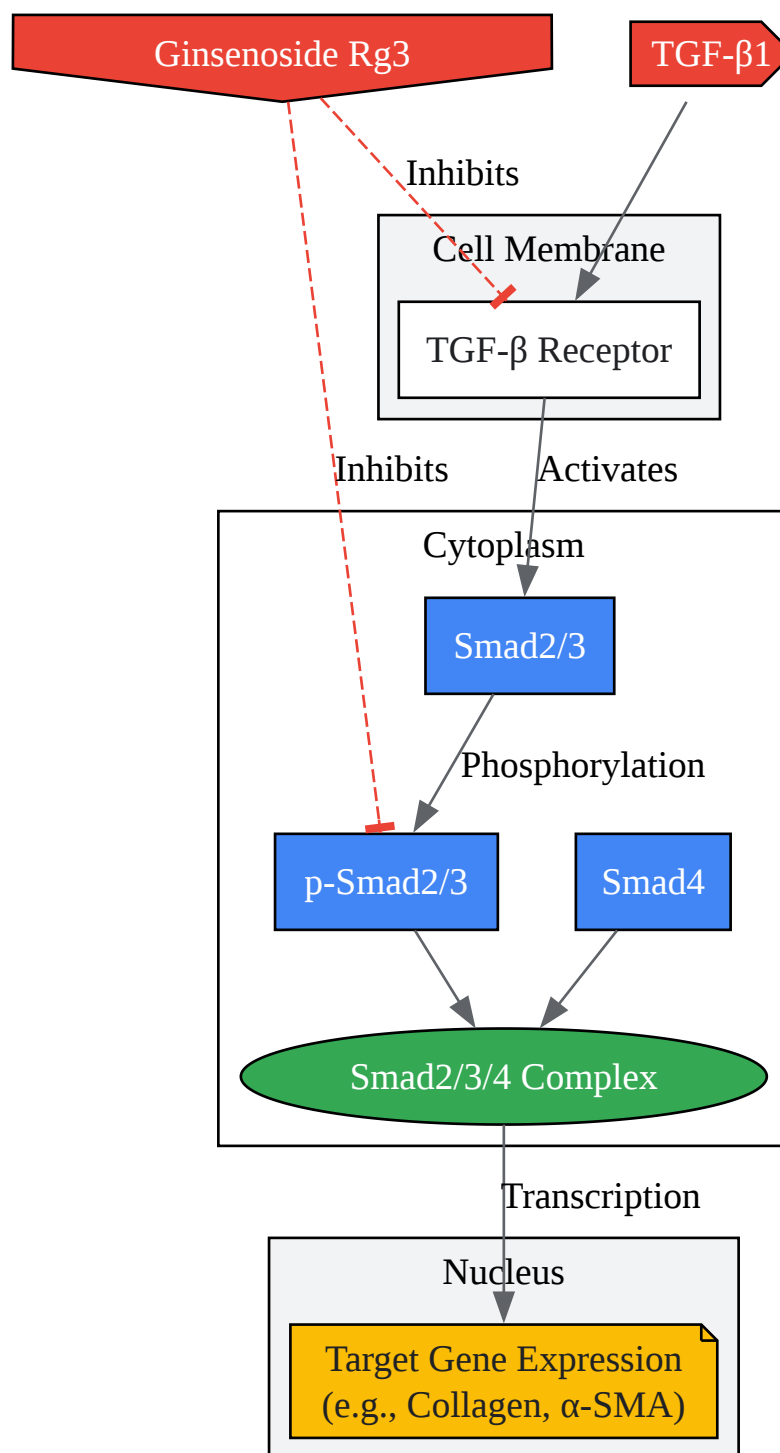 Ginsenoside Rg3
TGF-β1
Inhibits
Cell Membrane
TGF-β Receptor
Inhibits
Activates
Cytoplasm
Smad2/3
Phosphorylation
p-Smad2/3
Smad4
Smad2/3/4 Complex
Transcription
Nucleus
Target Gene Expression
(e.g., Collagen, α-SMA)